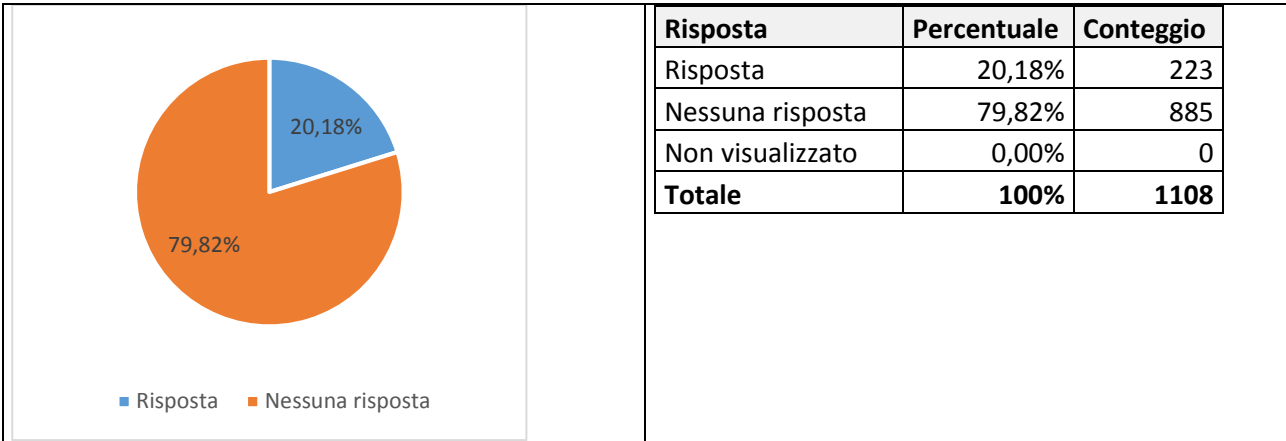 20,18%
79,82%
Risposta Nessuna risposta
Risposta Percentuale Conteggio
Risposta 20,18% 223
Nessuna risposta 79,82% 885
Non visualizzato 0,00% 0
Totale 100% 1108